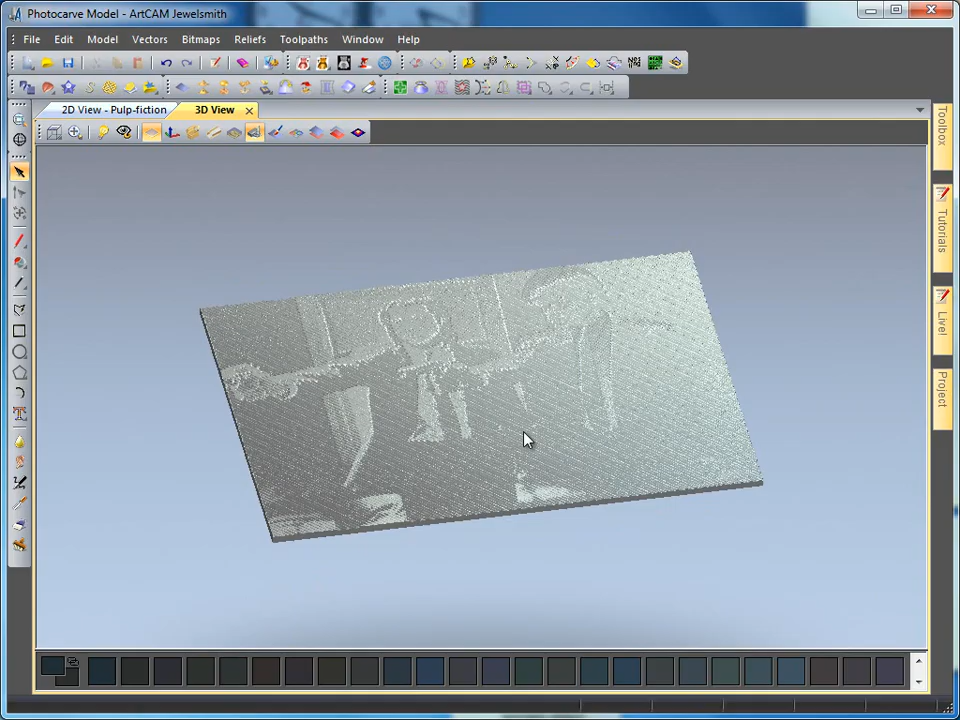 Photocarve Model - ArtCAM Jewelsmith
File Edit Model Vectors Bitmaps Reliefs Toolpaths Window Help
2D View - Pulp-fiction 3D View
Toolbox
Tutorials
Live!
Project